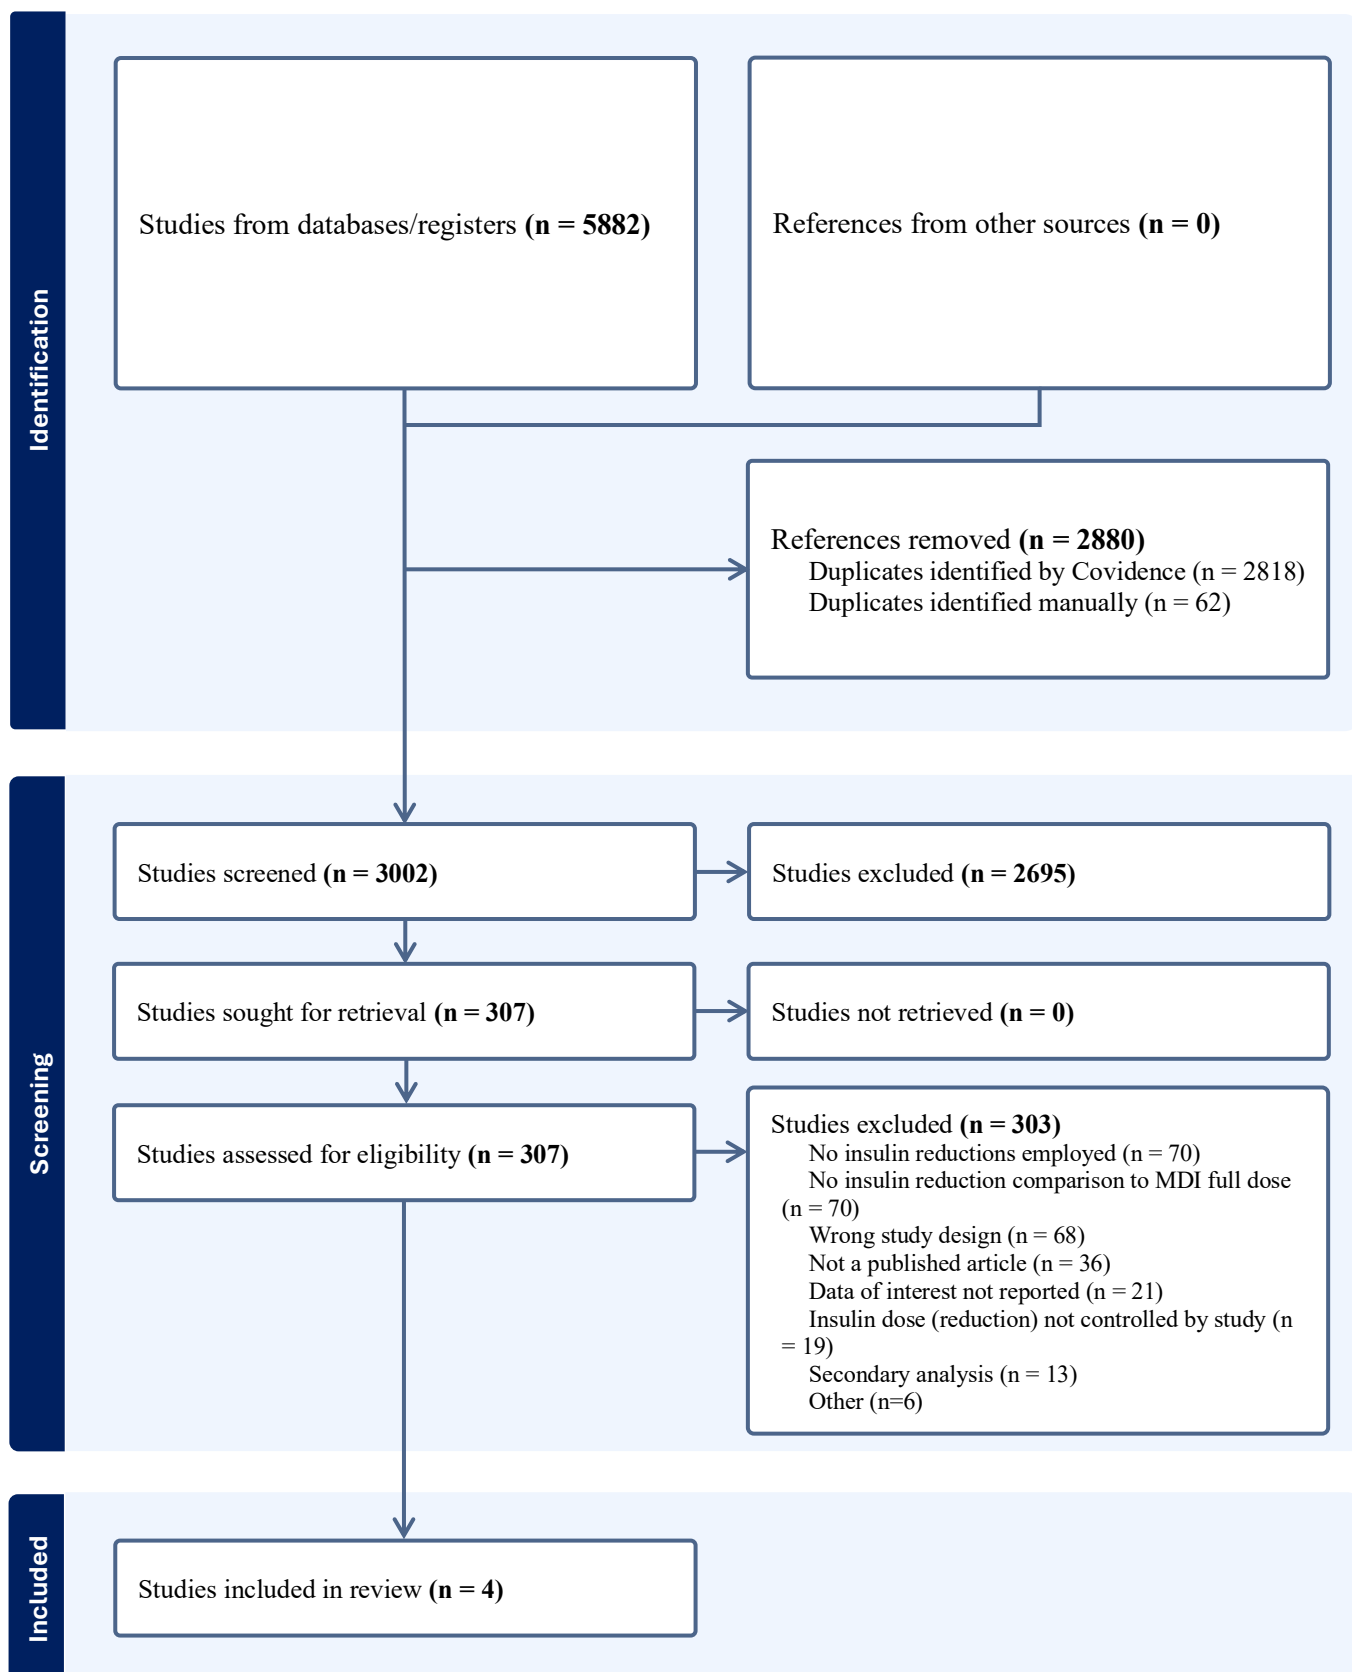 Identification
Studies from databases/registers (n = 5882)
References from other sources (n = 0)
References removed (n = 2880)
Duplicates identified by Covidence (n = 2818)
Duplicates identified manually (n = 62)
Screening
Studies screened (n = 3002)
Studies excluded (n = 2695)
Studies sought for retrieval (n = 307)
Studies not retrieved (n = 0)
Studies assessed for eligibility (n = 307)
Studies excluded (n = 303)
No insulin reductions employed (n = 70)
No insulin reduction comparison to MDI full dose
(n = 70)
Wrong study design (n = 68)
Not a published article (n = 36)
Data of interest not reported (n = 21)
Insulin dose (reduction) not controlled by study (n
= 19)
Secondary analysis (n = 13)
Other (n=6)
Included
Studies included in review (n = 4)